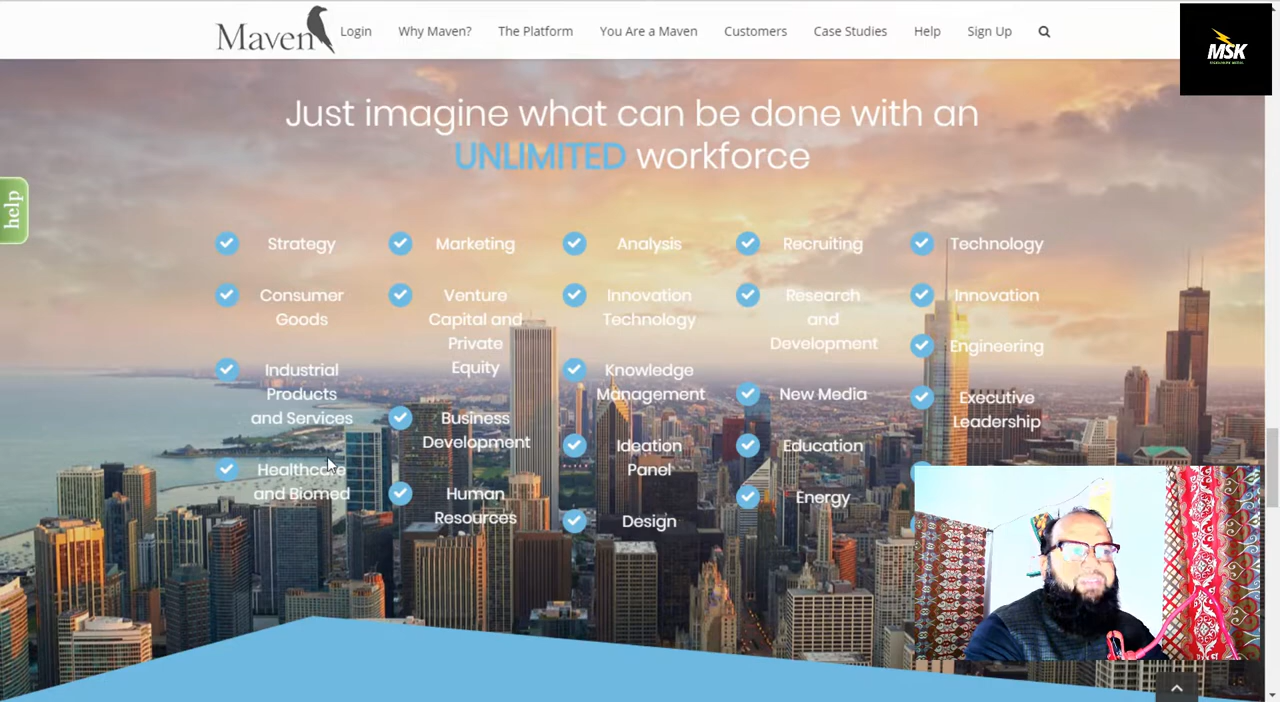 Maven
Login
Why Maven?
The Platform
You Are a Maven
Customers
Case Studies
Help
Sign Up
MSK
help
Just imagine what can be done with an
UNLIMITED workforce
Strategy
Consumer
Goods
Industrial
Products
and Services
Healthcare
and Biomed
Marketing
Venture
Capital and
Private
Equity
Business
Development
Human
Resources
Analysis
Innovation
Technology
Knowledge
Management
Ideation
Panel
Design
Recruiting
Research
and
Development
New Media
Education
Energy
Technology
Innovation
Engineering
Executive
Leadership